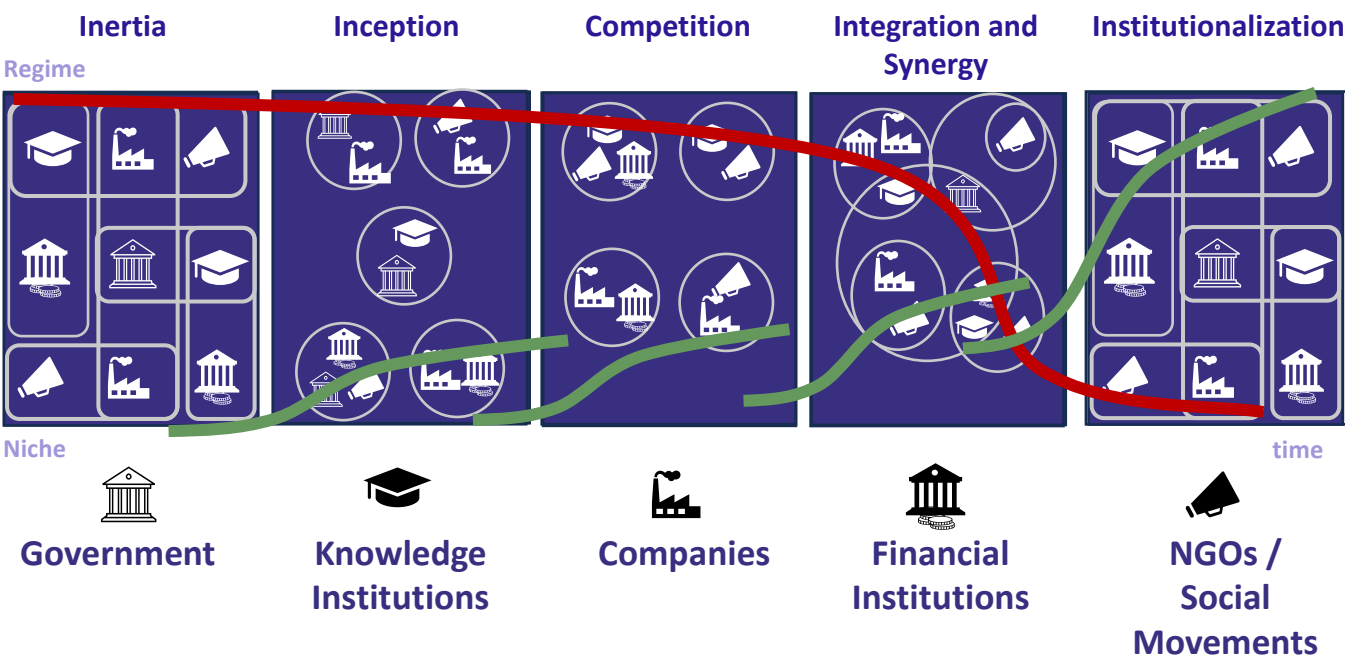 Inertia
Inception
Competition
Integration and
Synergy
Institutionalization
Regime
Niche
time
Government
Knowledge
Institutions
Companies
Financial
Institutions
NGOs /
Social
Movements